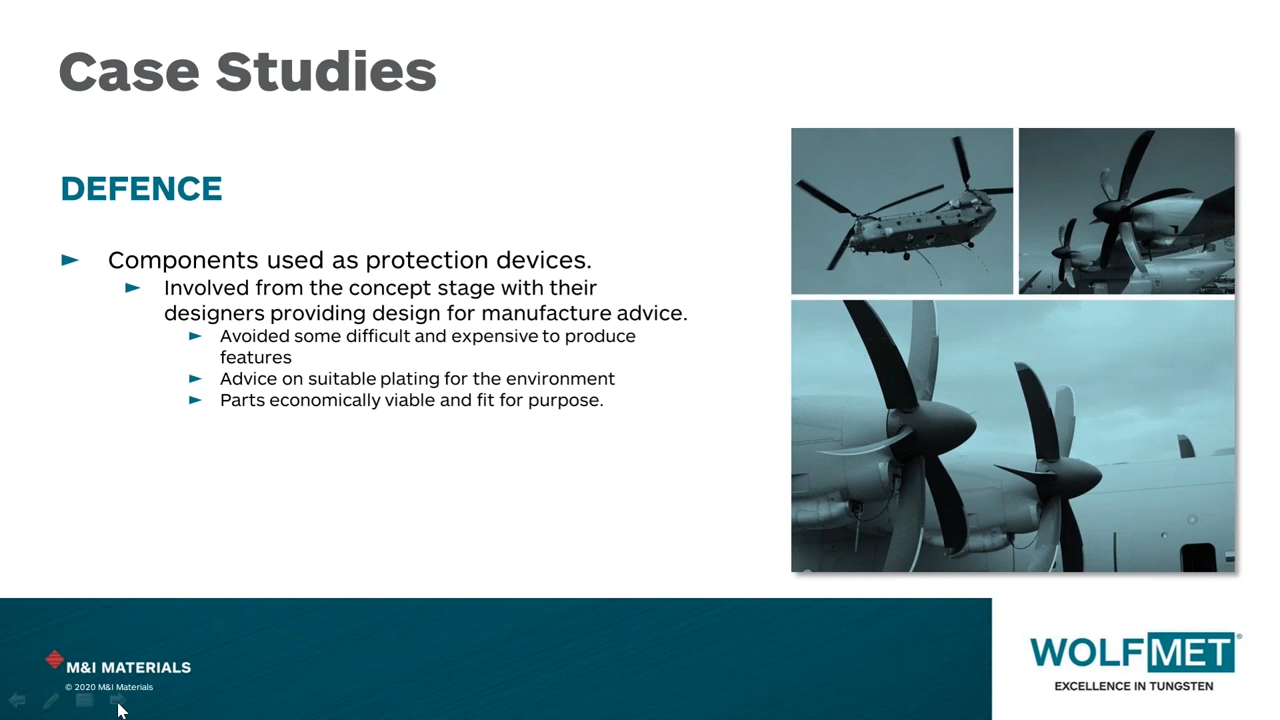 Case Studies
DEFENCE
► Components used as protection devices.
► Involved from the concept stage with their
designers providing design for manufacture advice.
► Avoided some difficult and expensive to produce
features
► Advice on suitable plating for the environment
► Parts economically viable and fit for purpose.
M&I MATERIALS
© 2020 M&I Materials
WOLFMET®
EXCELLENCE IN TUNGSTEN